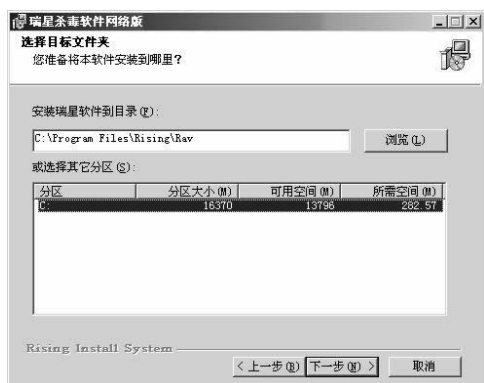 瑞星杀毒软件网络版
选择目标文件夹
您准备将本软件安装到哪里?
安装瑞星软件到目录(F):
C:\Program Files\Rising\Rav
浏览(L)
或选择其它分区(S):
分区 分区大小(M) 可用空间(M) 所需空间(M)
C: 16370 13796 282.57
Rising Install System
<上一步(B) 下一步(N)> 取消